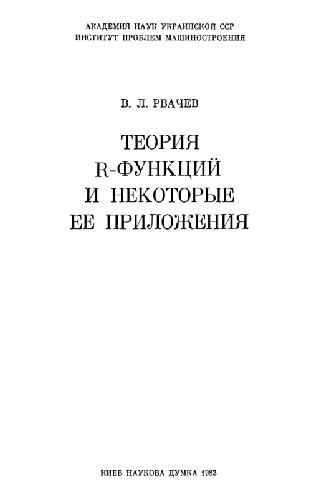 АКАДЕМИЯ НАУК УКРАИНСКОЙ ССР
ИНСТИТУТ ПРОБЛЕМ МАШИНОСТРОЕНИЯ
В. Л. РВАЧЕВ
ТЕОРИЯ
R-ФУНКЦИЙ
И НЕКОТОРЫЕ
ЕЕ ПРИЛОЖЕНИЯ
КИЕВ НАУКОВА ДУМКА 1982